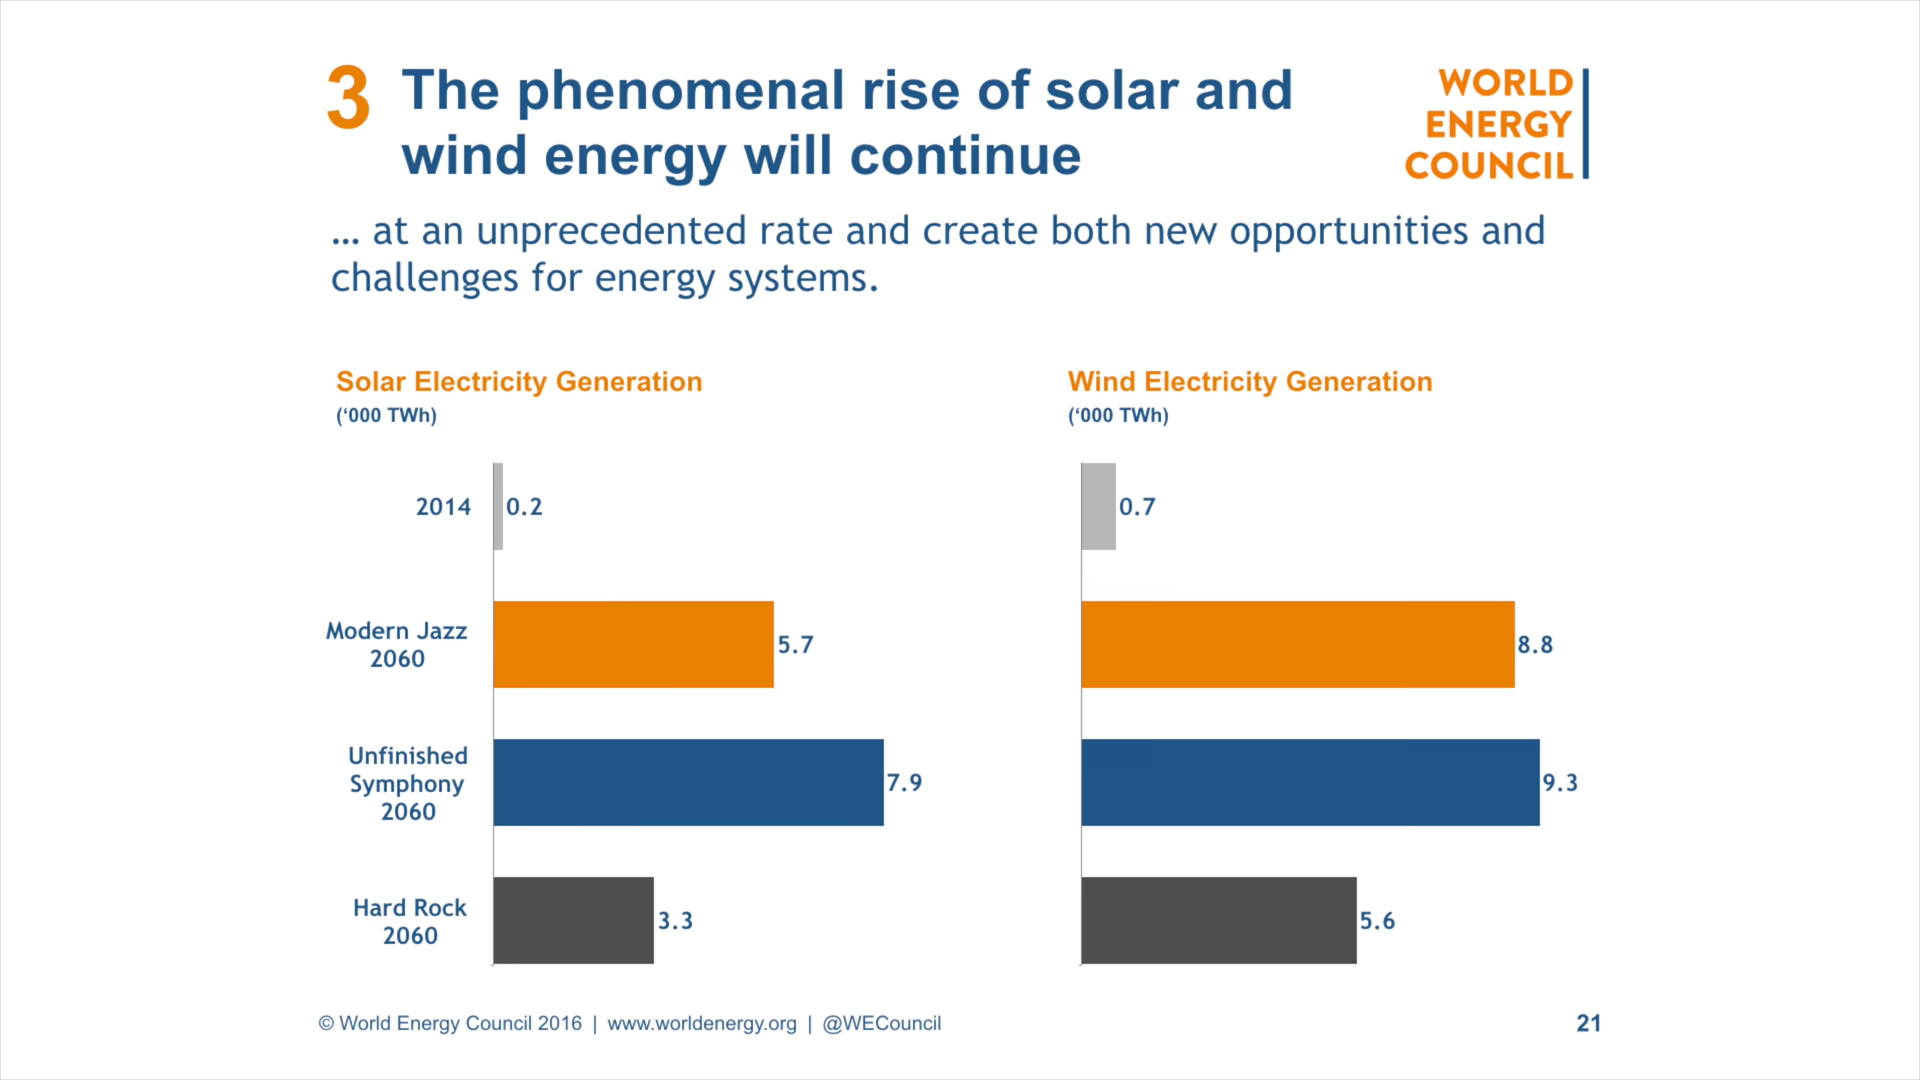 3 The phenomenal rise of solar and
wind energy will continue
WORLD
ENERGY
COUNCIL
... at an unprecedented rate and create both new opportunities and
challenges for energy systems.
Solar Electricity Generation
(‘000 TWh)
2014
0.2
Modern Jazz
2060
5.7
Unfinished
Symphony
2060
7.9
Hard Rock
2060
3.3
Wind Electricity Generation
(‘000 TWh)
0.7
8.8
9.3
5.6
© World Energy Council 2016 | www.worldenergy.org | @WECouncil
21